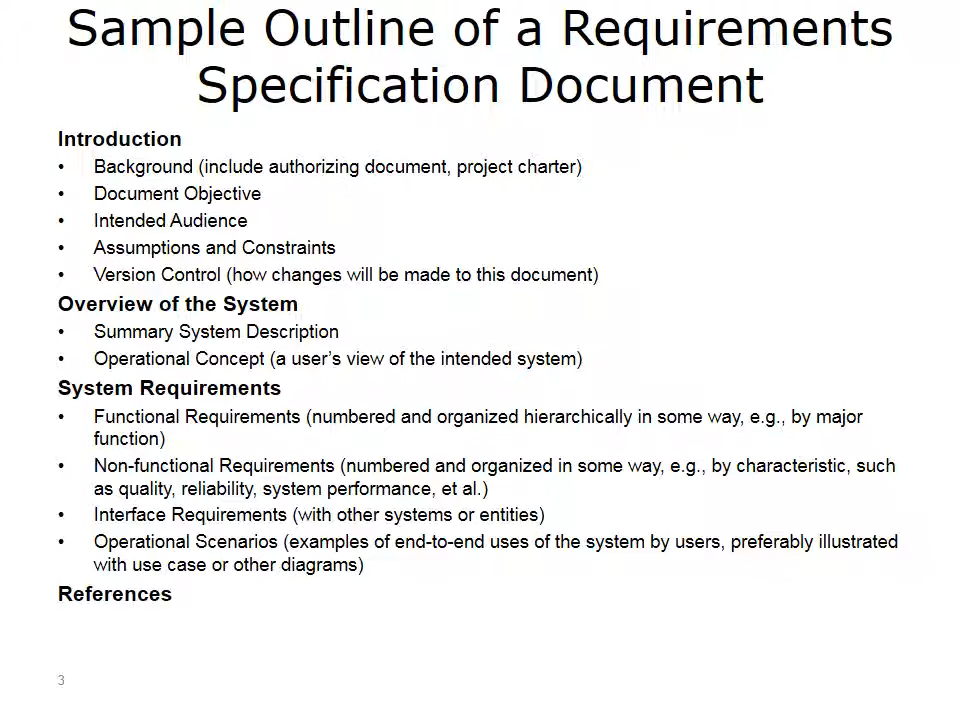 Sample Outline of a Requirements
Specification Document
Introduction
• Background (include authorizing document, project charter)
• Document Objective
• Intended Audience
• Assumptions and Constraints
• Version Control (how changes will be made to this document)
Overview of the System
• Summary System Description
• Operational Concept (a user’s view of the intended system)
System Requirements
• Functional Requirements (numbered and organized hierarchically in some way, e.g., by major
function)
• Non-functional Requirements (numbered and organized in some way, e.g., by characteristic, such
as quality, reliability, system performance, et al.)
• Interface Requirements (with other systems or entities)
• Operational Scenarios (examples of end-to-end uses of the system by users, preferably illustrated
with use case or other diagrams)
References
3